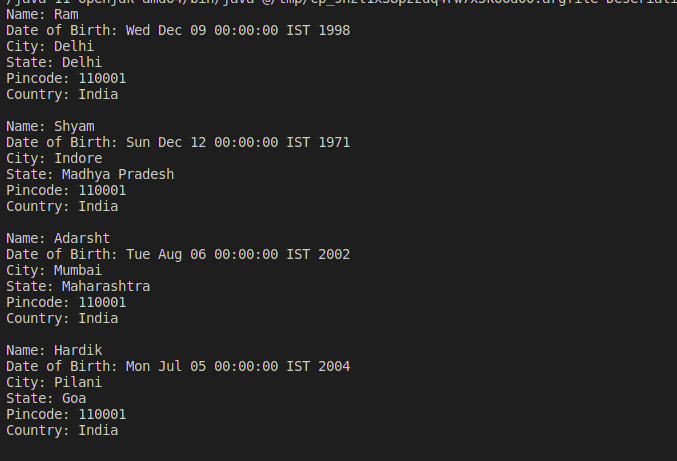 Name: Ram
Date of Birth: Wed Dec 09 00:00:00 IST 1998
City: Delhi
State: Delhi
Pincode: 110001
Country: India
Name: Shyam
Date of Birth: Sun Dec 12 00:00:00 IST 1971
City: Indore
State: Madhya Pradesh
Pincode: 110001
Country: India
Name: Adarsht
Date of Birth: Tue Aug 06 00:00:00 IST 2002
City: Mumbai
State: Maharashtra
Pincode: 110001
Country: India
Name: Hardik
Date of Birth: Mon Jul 05 00:00:00 IST 2004
City: Pilani
State: Goa
Pincode: 110001
Country: India